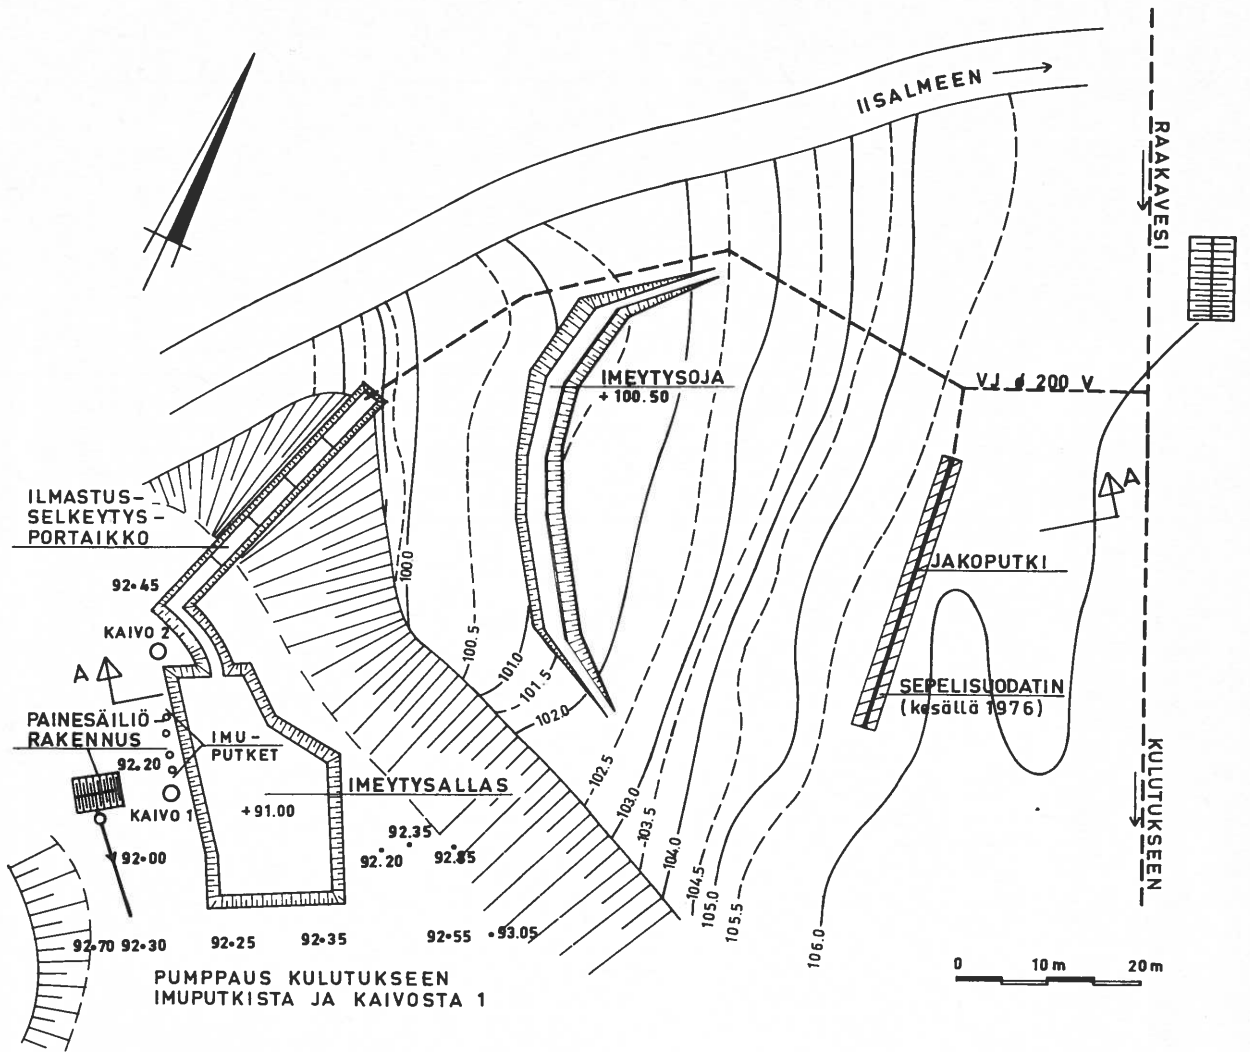 IISALMEEN
RAAKAVESI
IMEYTYSOJA
+ 100.50
VJ ø 200 V
A
ILMASTUS-
SELKEYTYS-
PORTAIKKO
JAKOPUTKI
92.45
100.0
100.5
101.0
101.5
102.0
KAIVO 2
A
SEPELISUODATIN
(kesällä 1976)
PAINESÄILIÖ-
RAKENNUS
IMU-
PUTKET
92.20
IMEYTYSALLAS
+91.00
KAIVO 1
KULUTUKSEEN
102.5
103.0
103.5
104.0
104.5
105.0
105.5
106.0
92.35
92.20
92.85
92.00
92.70 92.30
92.25
92.35
92.55
93.05
0 10 m 20 m
PUMPPAUS KULUTUKSEEN
IMUPUTKISTA JA KAIVOSTA 1